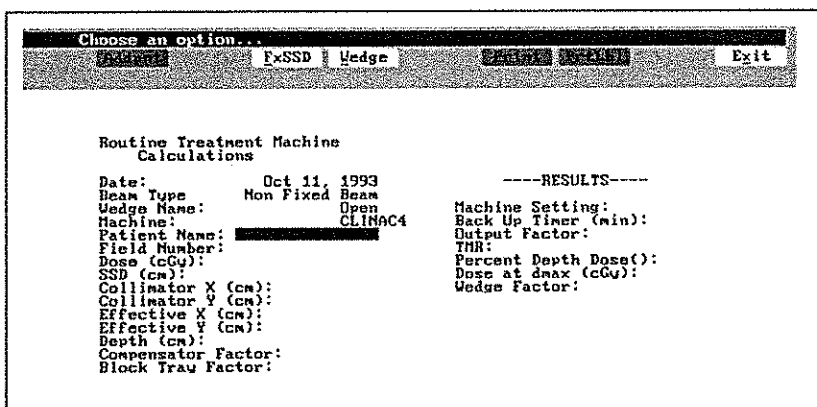 Choose an option...
FxSSD Wedge Exit
Routine Treatment Machine
Calculations
Date: Oct 11, 1993
Beam Type Non Fixed Beam
Wedge Name: Open
Machine: CLINAC4
Patient Name:
Field Number:
Dose (cGy):
SSD (cm):
Collimator X (cm):
Collimator Y (cm):
Effective X (cm):
Effective Y (cm):
Depth (cm):
Compensator Factor:
Block Tray Factor:
----RESULTS----
Machine Setting:
Back Up Timer (min):
Output Factor:
TMR:
Percent Depth Dose():
Dose at dmax (cGy):
Wedge Factor: